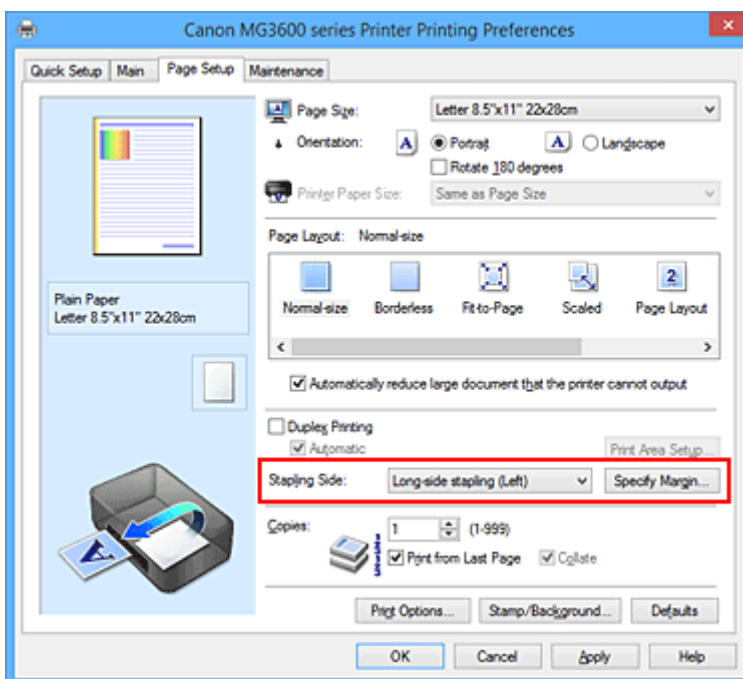 Canon MG3600 series Printer Printing Preferences
Quick Setup Main Page Setup Maintenance
Page Size: Letter 8.5"x11" 22x28cm
Orientation: A Portrait A Landscape
Rotate 180 degrees
Printer Paper Size: Same as Page Size
Page Layout: Normal-size
2
Normal-size Borderless Fit-to-Page Scaled Page Layout
Plain Paper
Letter 8.5"x11" 22x28cm
Automatically reduce large document that the printer cannot output
Duplex Printing
Automatic Print Area Setup...
Stapling Side: Long-side stapling (Left) Specify Margin...
Copies: 1 (1-999)
Print from Last Page Collate
A
Print Options... Stamp/Background... Defaults
OK Cancel Apply Help